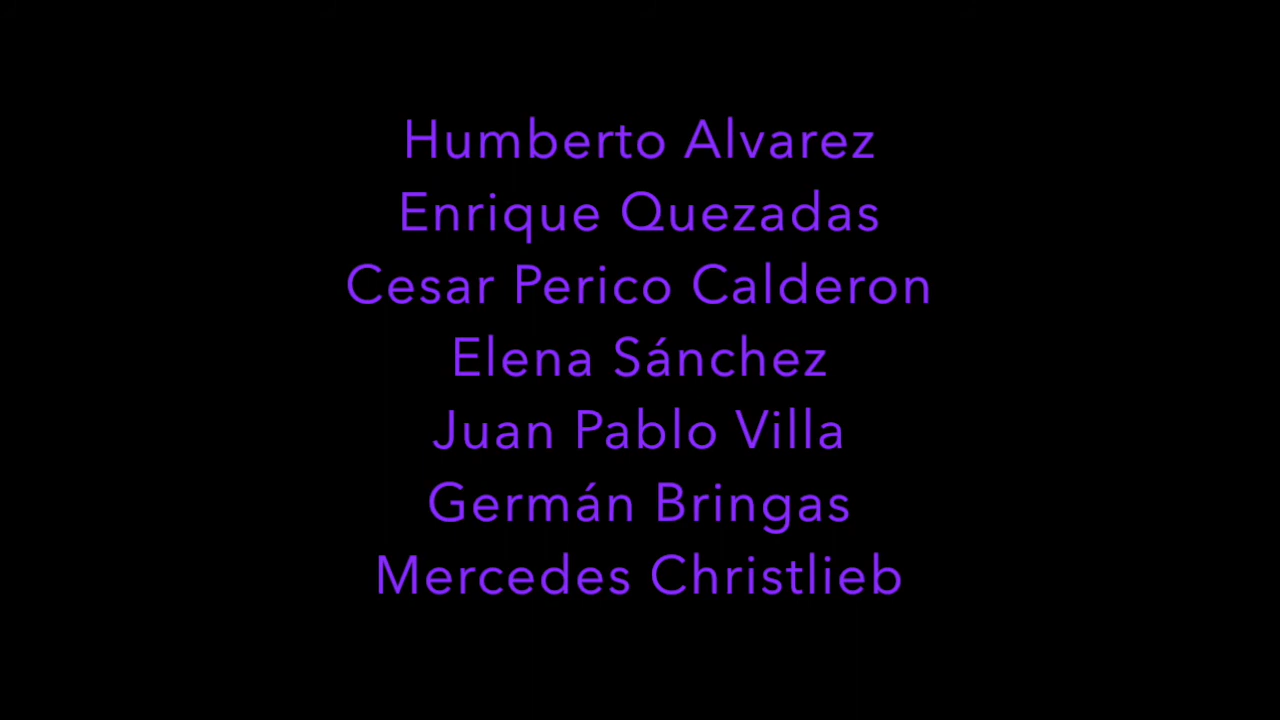 Humberto Alvarez
Enrique Quezadas
Cesar Perico Calderon
Elena Sánchez
Juan Pablo Villa
Germán Bringas
Mercedes Christlieb